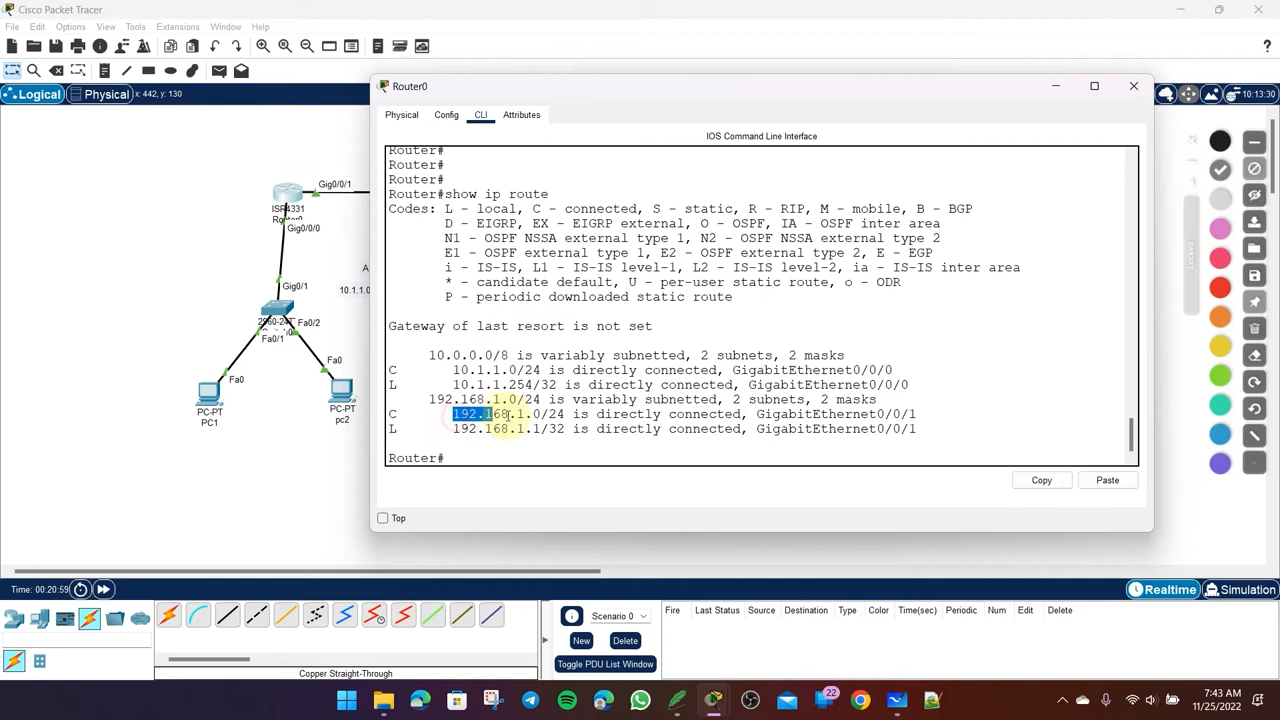 Cisco Packet Tracer
File Edit Options View Tools Extensions Window Help
Logical Physical x: 442, y: 130
10:13:30
Router0
Physical Config CLI Attributes
IOS Command Line Interface
Router#
Router#
Router#
Router#show ip route
Codes: L - local, C - connected, S - static, R - RIP, M - mobile, B - BGP
D - EIGRP, EX - EIGRP external, O - OSPF, IA - OSPF inter area
N1 - OSPF NSSA external type 1, N2 - OSPF NSSA external type 2
E1 - OSPF external type 1, E2 - OSPF external type 2, E - EGP
i - IS-IS, L1 - IS-IS level-1, L2 - IS-IS level-2, ia - IS-IS inter area
* - candidate default, U - per-user static route, o - ODR
P - periodic downloaded static route
Gateway of last resort is not set
10.0.0.0/8 is variably subnetted, 2 subnets, 2 masks
C 10.1.1.0/24 is directly connected, GigabitEthernet0/0/0
L 10.1.1.254/32 is directly connected, GigabitEthernet0/0/0
192.168.1.0/24 is variably subnetted, 2 subnets, 2 masks
C 192.168.1.0/24 is directly connected, GigabitEthernet0/0/1
L 192.168.1.1/32 is directly connected, GigabitEthernet0/0/1
Router#
Copy Paste
Top
Gig0/0/1
ISR4331
Gig0/0/0
Gig0/1
A
10.1.1.0
Fa0/2
Fa0/1
Fa0
Fa0
PC-PT
PC1
PC-PT
pc2
Time: 00:20:59
Realtime Simulation
Scenario 0
New Delete
Toggle PDU List Window
Fire Last Status Source Destination Type Color Time(sec) Periodic Num Edit Delete
Copper Straight-Through
22
7:43 AM
11/25/2022